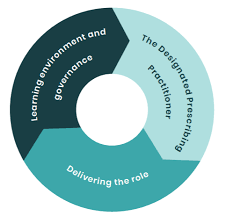 Learning environment and
governance
The Designated Prescribing
Practitioner
Delivering the role